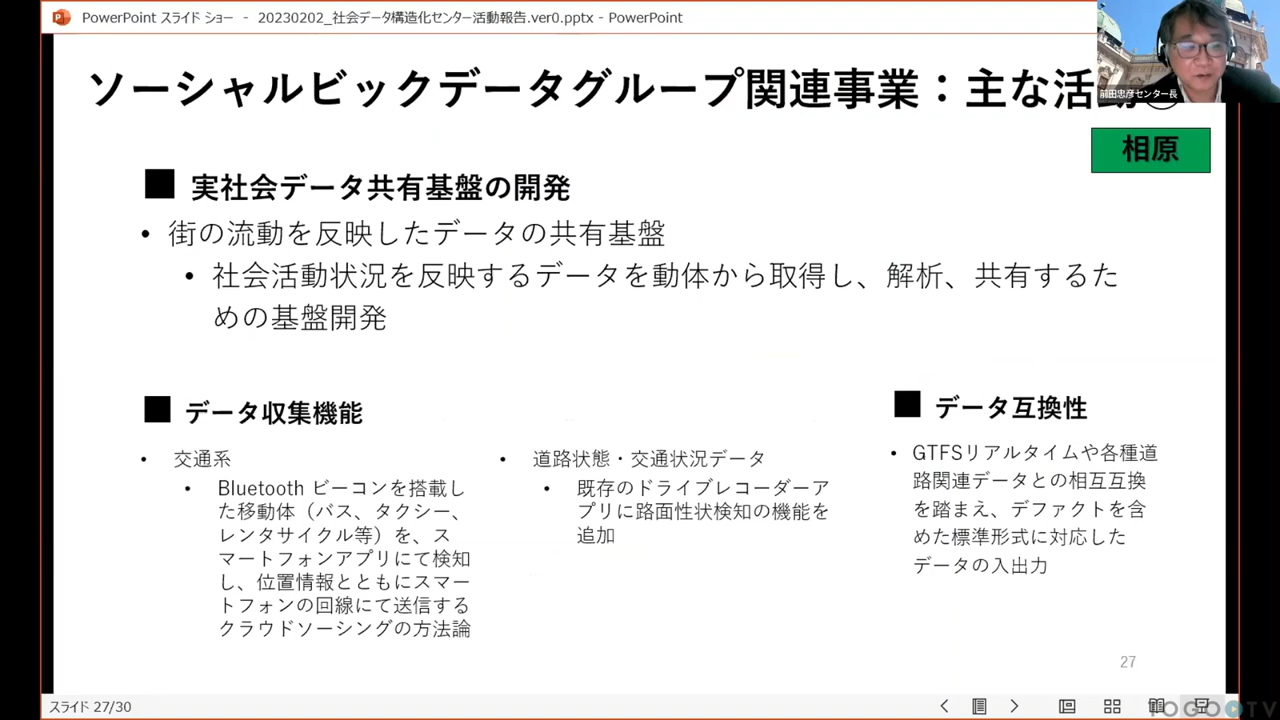 PowerPoint スライド ショー - 20230202_社会データ構造化センター活動報告.ver0.pptx - PowerPoint
前田忠彦センター長
ソーシャルビックデータグループ関連事業：主な活
相原
■ 実社会データ共有基盤の開発
• 街の流動を反映したデータの共有基盤
• 社会活動状況を反映するデータを動体から取得し、解析、共有するた
めの基盤開発
■ データ収集機能
• 交通系
• Bluetooth ビーコンを搭載し
た移動体（バス、タクシー、
レンタサイクル等）を、ス
マートフォンアプリにて検知
し、位置情報とともにスマー
トフォンの回線にて送信する
クラウドソーシングの方法論
• 道路状態・交通状況データ
• 既存のドライブレコーダーア
プリに路面性状検知の機能を
追加
■ データ互換性
• GTFSリアルタイムや各種道
路関連データとの相互互換
を踏まえ、デファクトを含
めた標準形式に対応した
データの入出力
27
スライド 27/30
TOGOTV